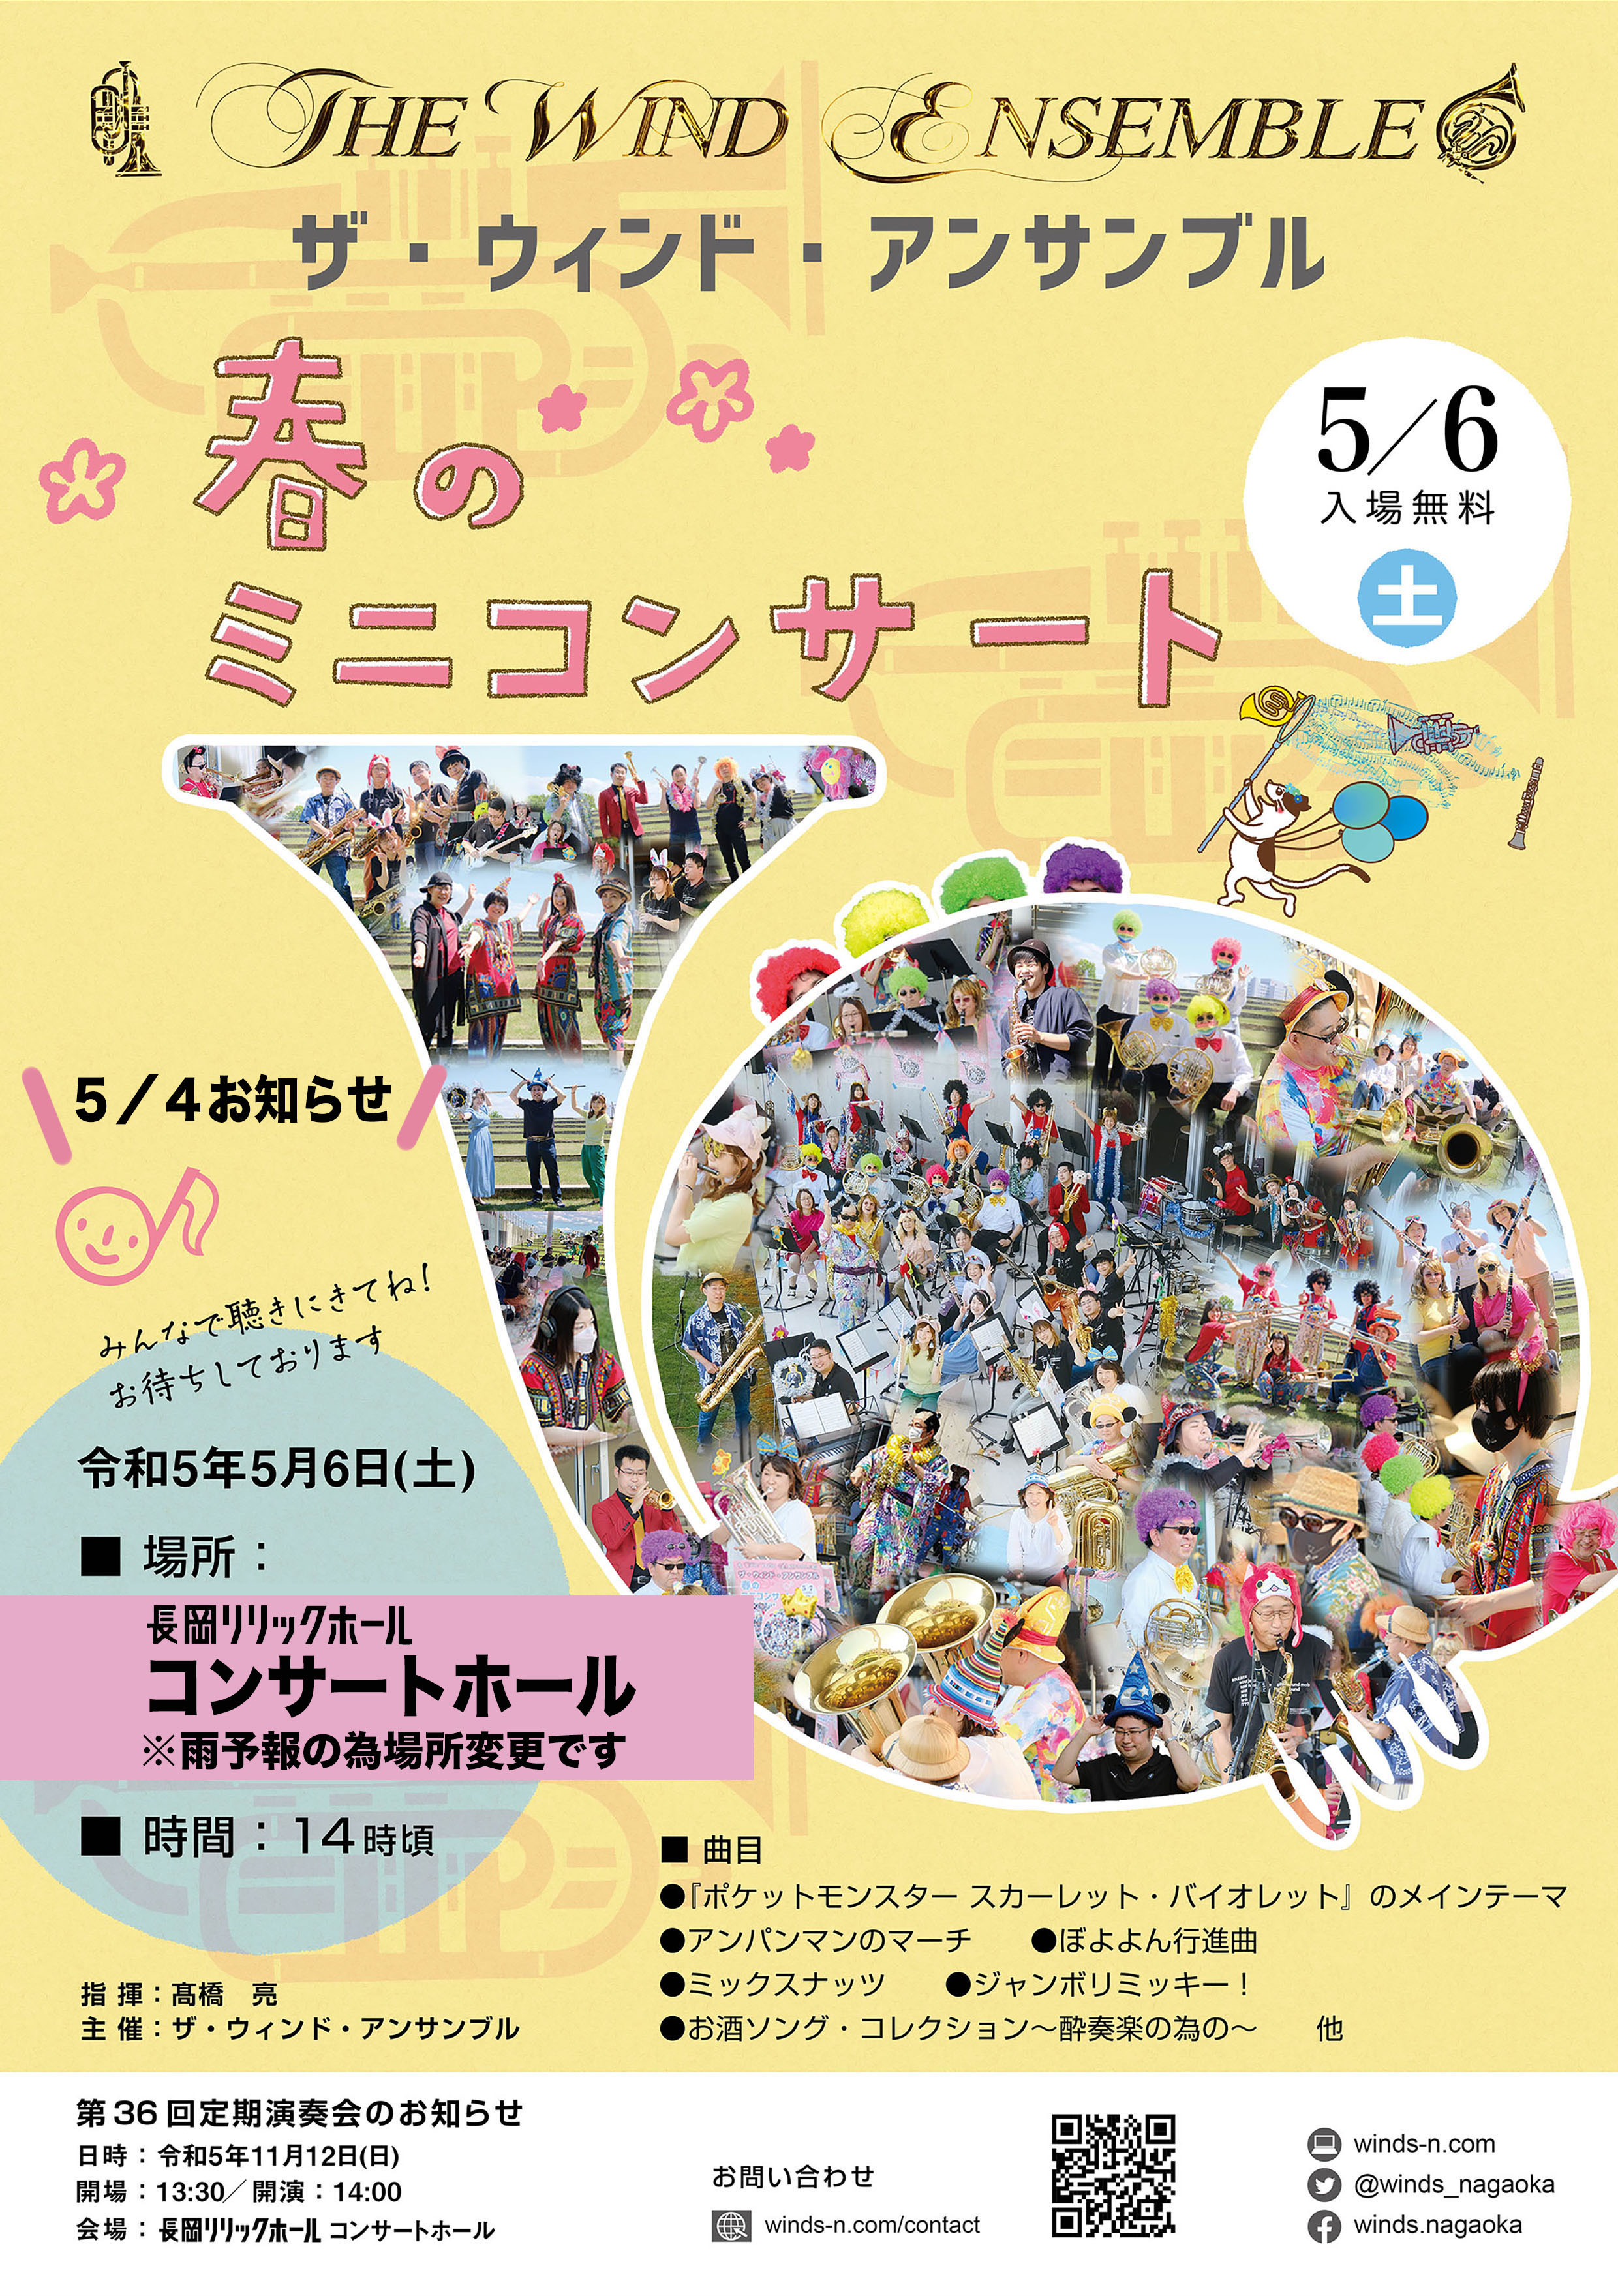 THE WIND ENSEMBLE
ザ・ウィンド・アンサンブル
春の
ミニコンサート
5/6
入場無料
土
5/4お知らせ
みんなで聴きにきてね!
お待ちしております
令和5年5月6日(土)
■ 場所:
長岡リリックホール
コンサートホール
※雨予報の為場所変更です
■ 時間:14時頃
指揮:髙橋 亮
主催:ザ・ウィンド・アンサンブル
■ 曲目
●『ポケットモンスター スカーレット・バイオレット』のメインテーマ
●アンパンマンのマーチ ●ぼよよん行進曲
●ミックスナッツ ●ジャンボリミッキー!
●お酒ソング・コレクション〜酔奏楽の為の〜 他
第36回定期演奏会のお知らせ
日時:令和5年11月12日(日)
開場:13:30/開演:14:00
会場:長岡リリックホール コンサートホール
お問い合わせ
winds-n.com/contact
winds-n.com
@winds_nagaoka
winds.nagaoka